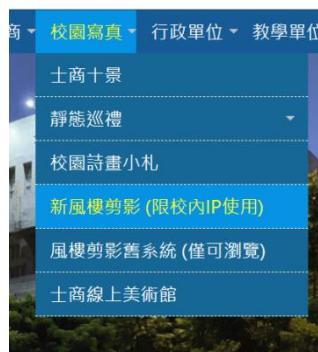 商 校園寫真 行政單位 教學單位
士商十景
靜態巡禮
校園詩畫小札
新風樓剪影 (限校內IP使用)
風樓剪影舊系統 (僅可瀏覽)
士商線上美術館